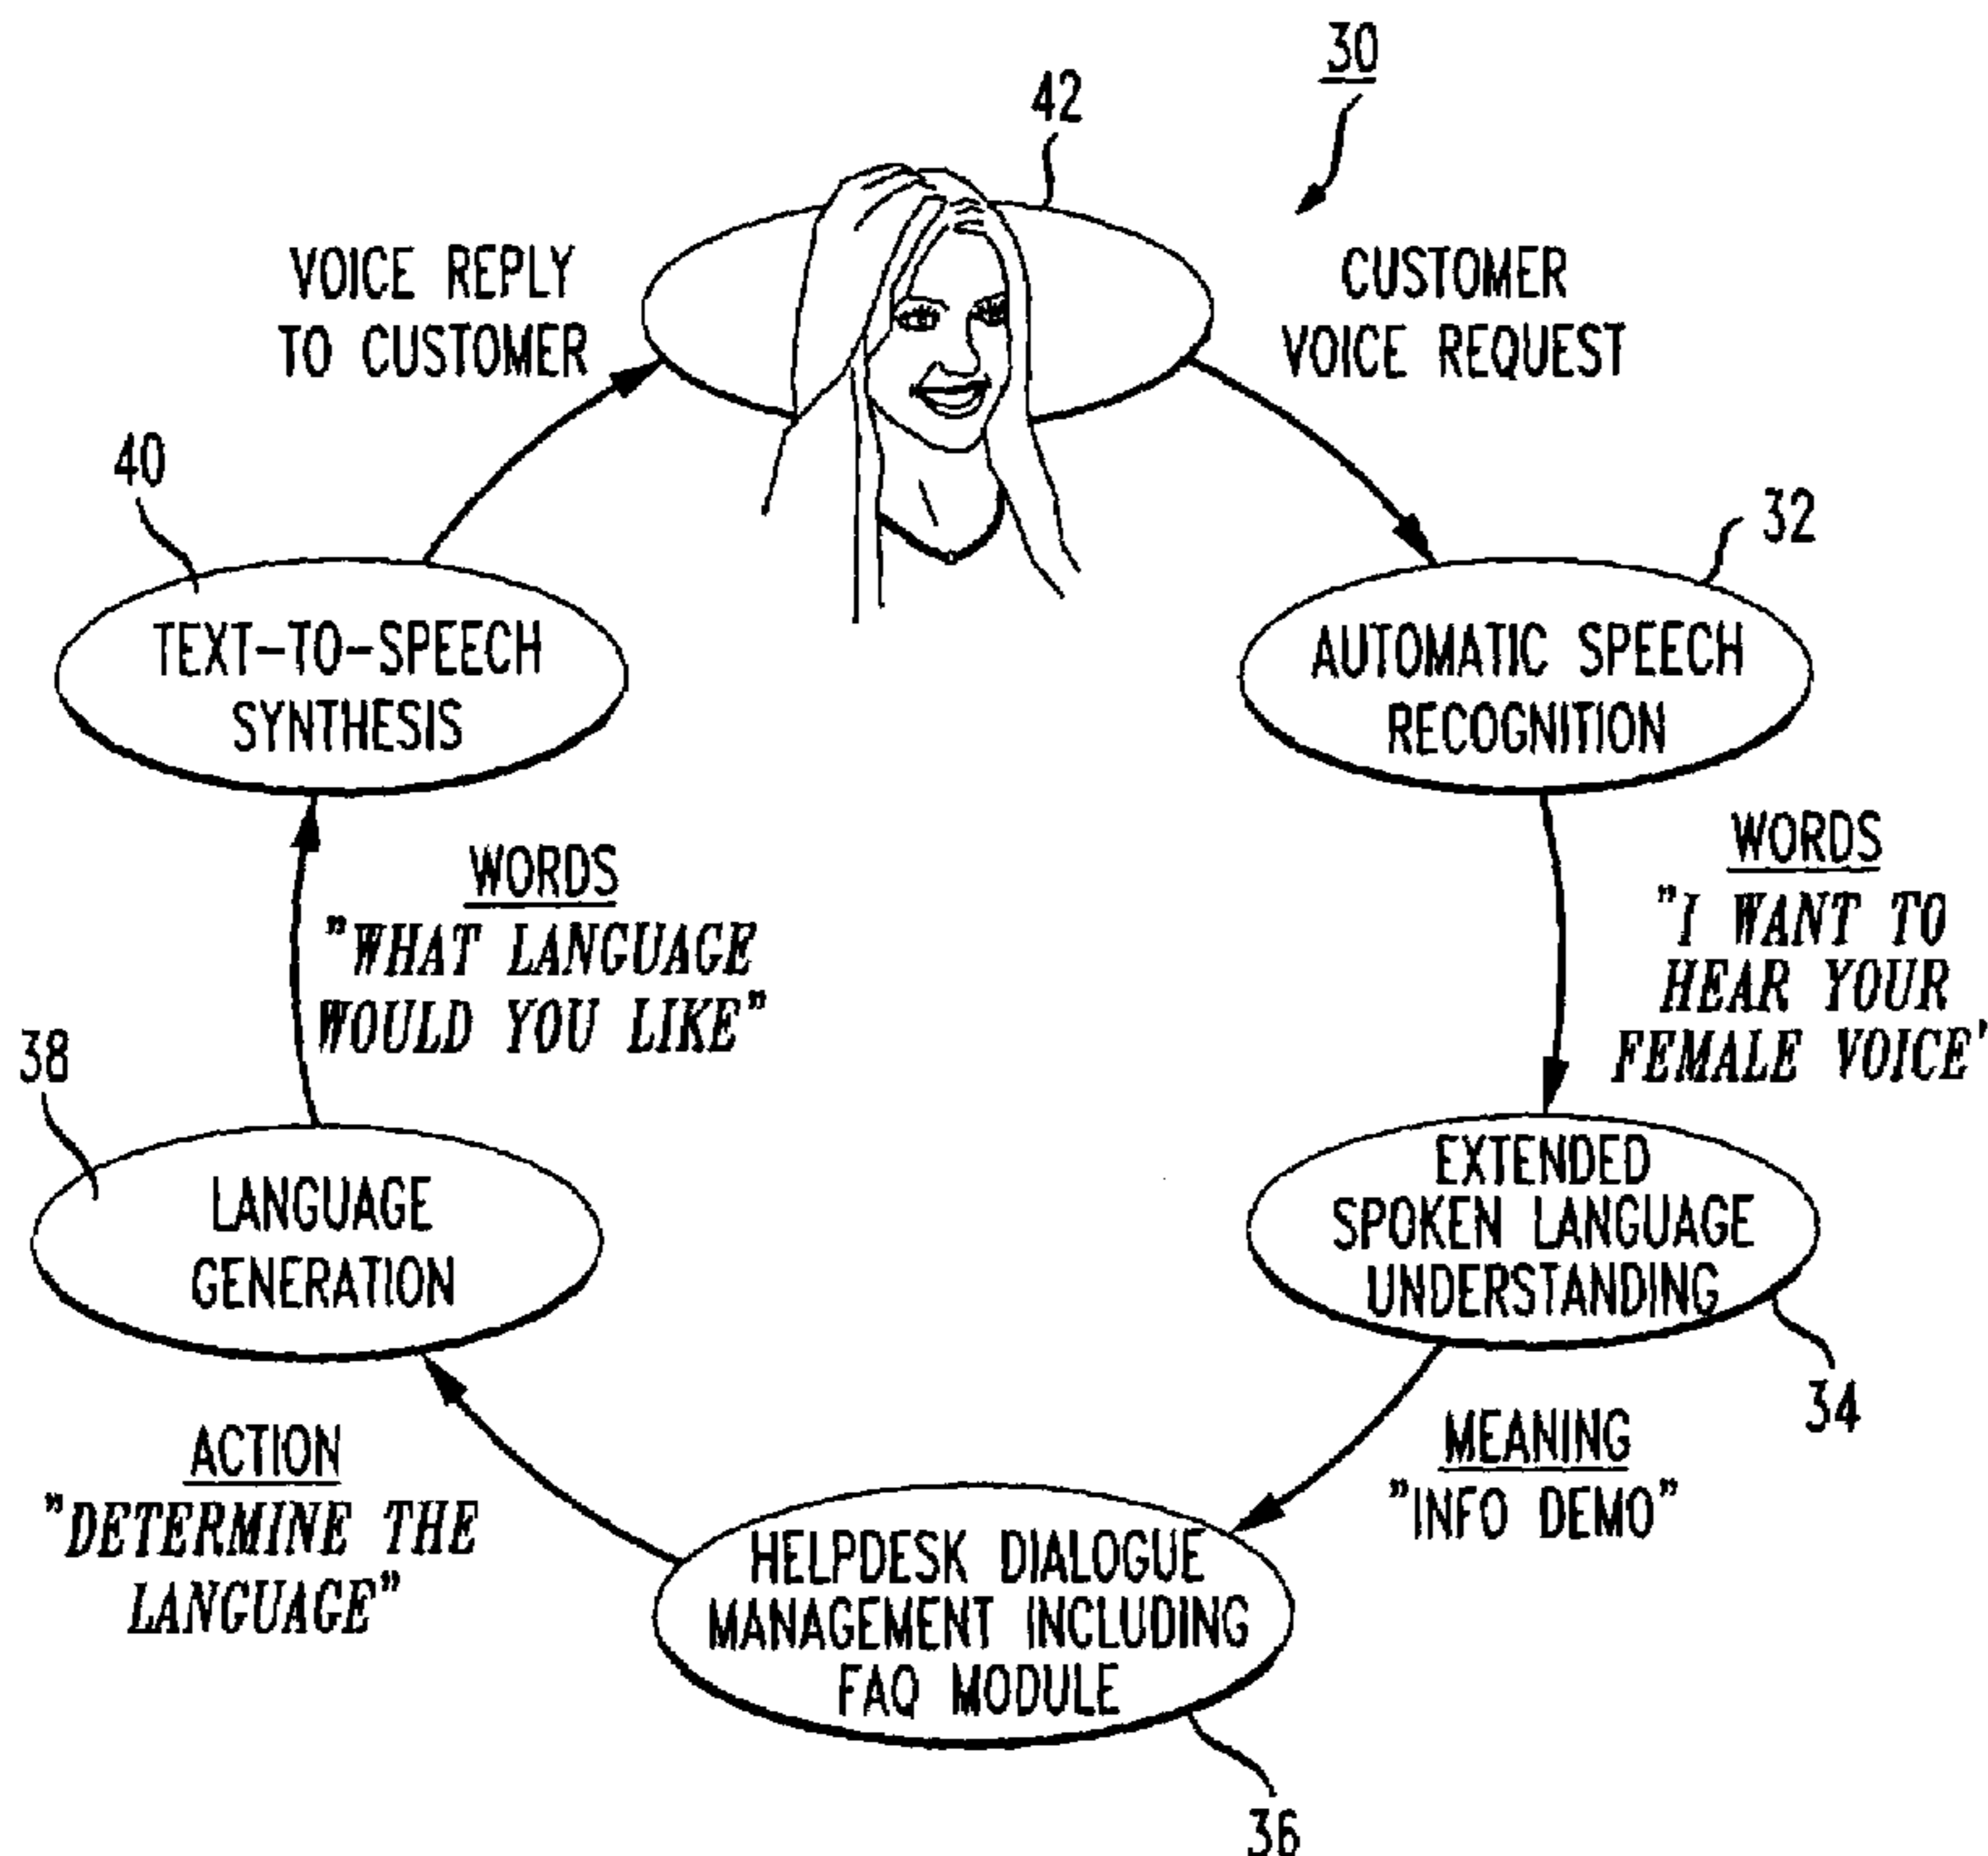 30
42
VOICE REPLY
TO CUSTOMER
CUSTOMER
VOICE REQUEST
40
32
TEXT-TO-SPEECH
SYNTHESIS
AUTOMATIC SPEECH
RECOGNITION
WORDS
"WHAT LANGUAGE
WOULD YOU LIKE"
WORDS
"I WANT TO
HEAR YOUR
FEMALE VOICE"
38
LANGUAGE
GENERATION
EXTENDED
SPOKEN LANGUAGE
UNDERSTANDING
34
ACTION
"DETERMINE THE
LANGUAGE"
MEANING
"INFO DEMO"
HELPDESK DIALOGUE
MANAGEMENT INCLUDING
FAQ MODULE
36